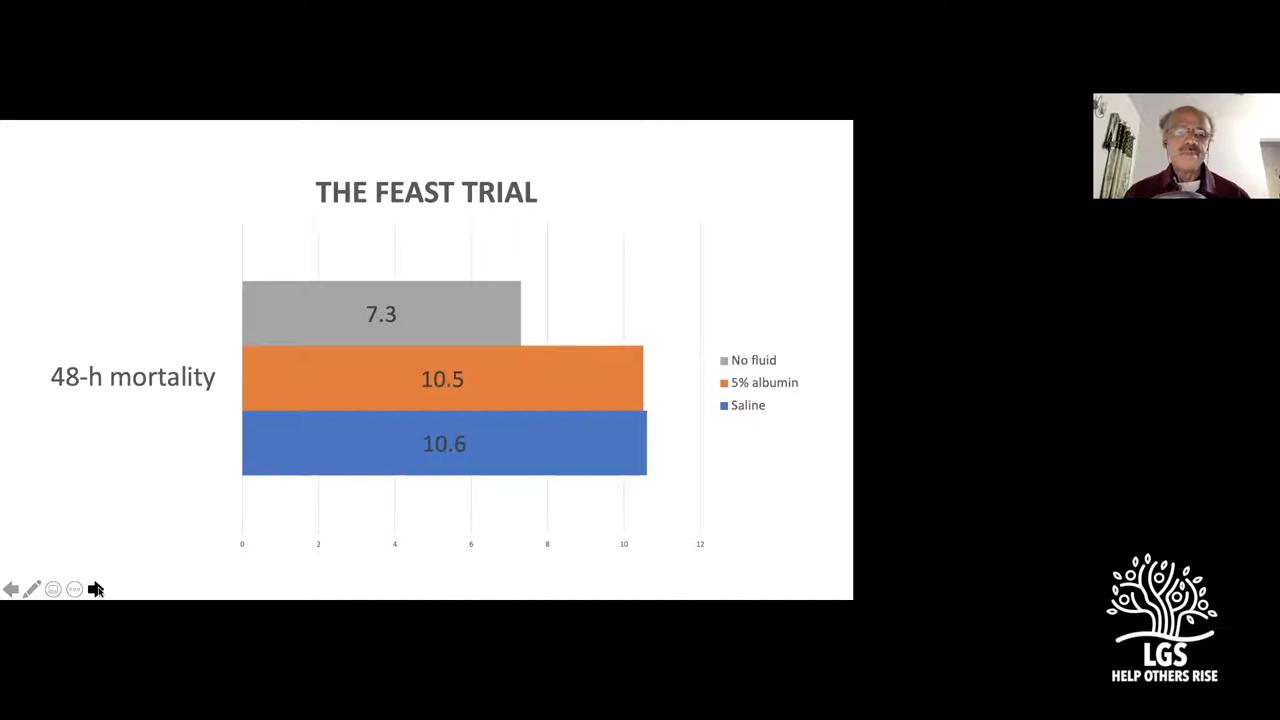 THE FEAST TRIAL
7.3
No fluid
48-h mortality
10.5
5% albumin
Saline
10.6
0 2 4 6 8 10 12
LGS
HELP OTHERS RISE